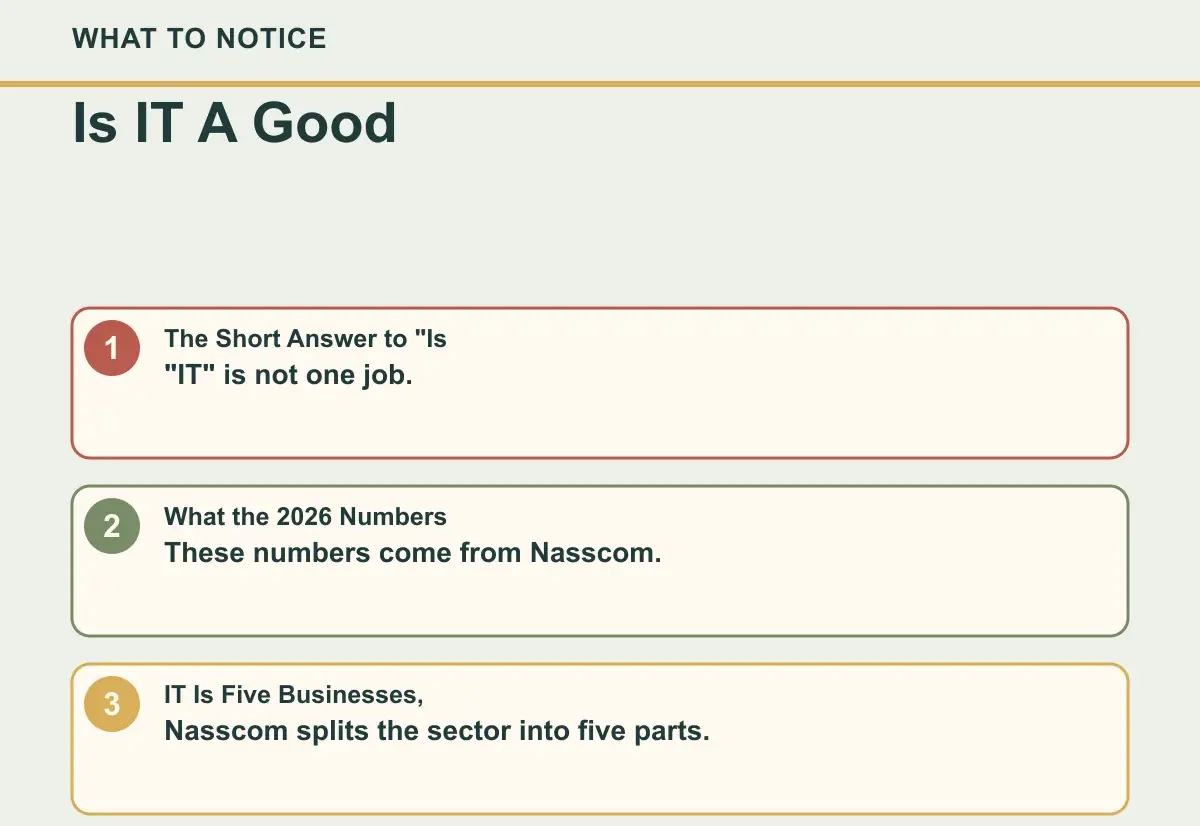 WHAT TO NOTICE
Is IT A Good
1
The Short Answer to "Is
"IT" is not one job.
2
What the 2026 Numbers
These numbers come from Nasscom.
3
IT Is Five Businesses,
Nasscom splits the sector into five parts.